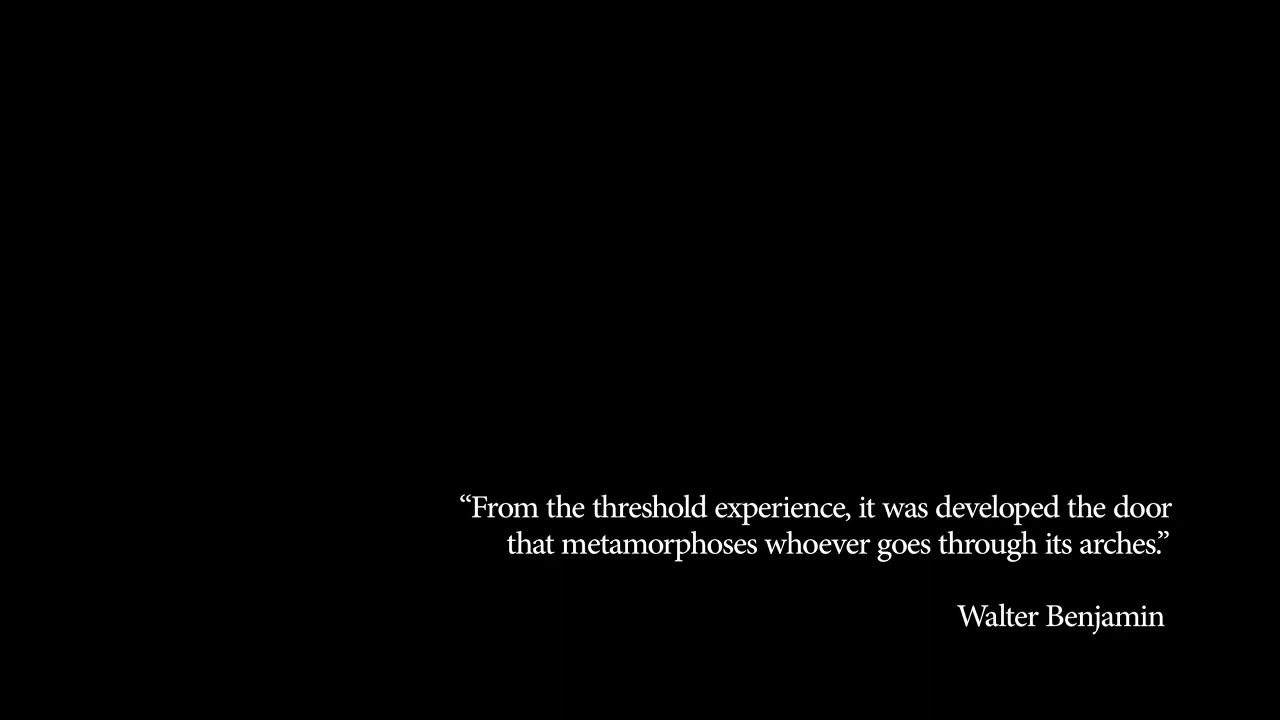 “From the threshold experience, it was developed the door
that metamorphoses whoever goes through its arches.”
Walter Benjamin